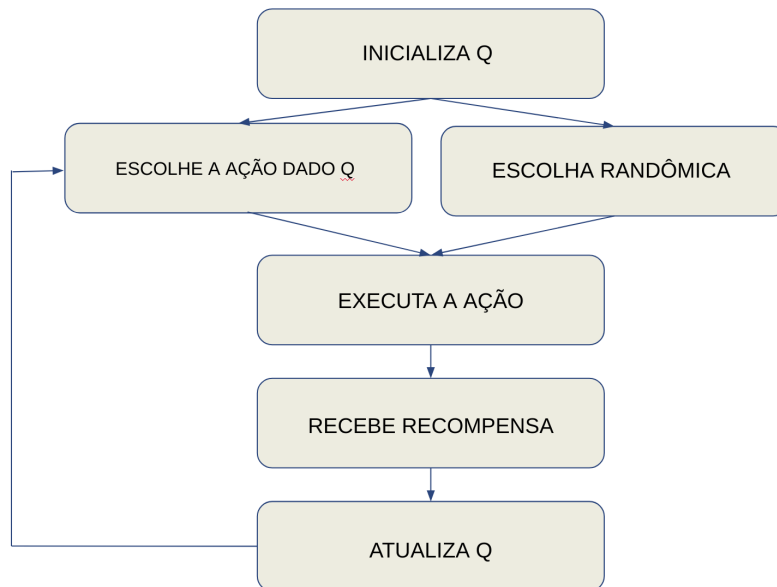 INICIALIZA Q
ESCOLHE A AÇÃO DADO Q
ESCOLHA RANDÔMICA
EXECUTA A AÇÃO
RECEBE RECOMPENSA
ATUALIZA Q